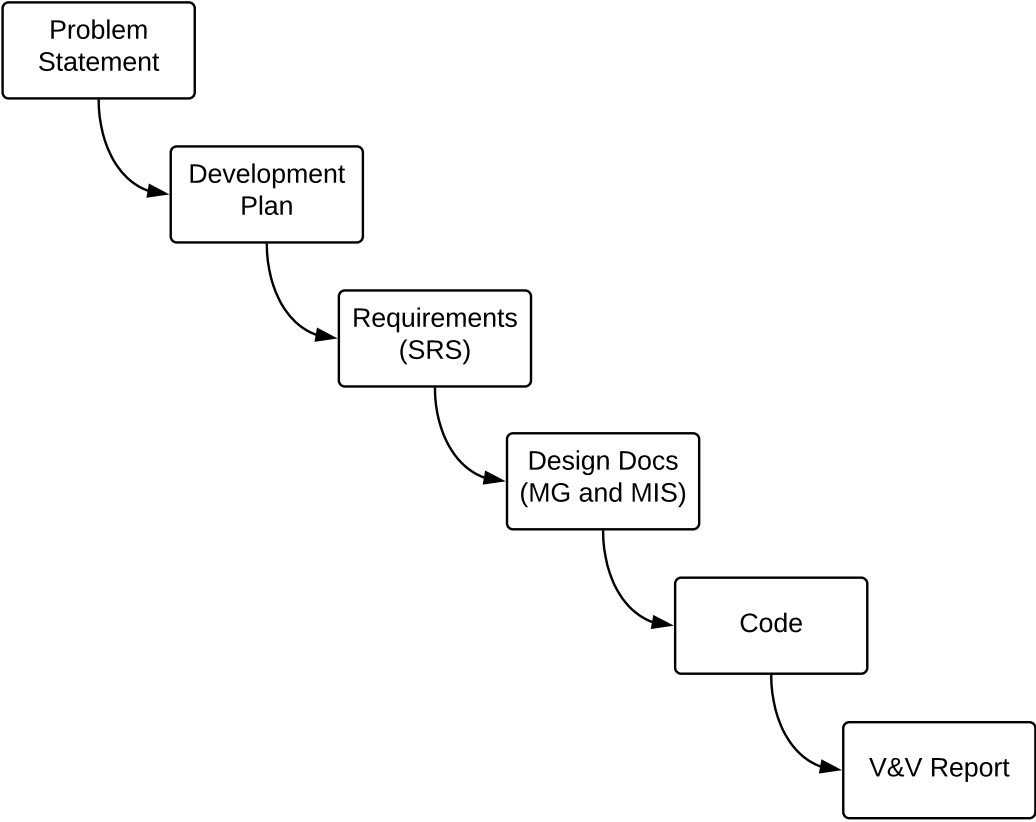 Problem
Statement
Development
Plan
Requirements
(SRS)
Design Docs
(MG and MIS)
Code
V&V Report